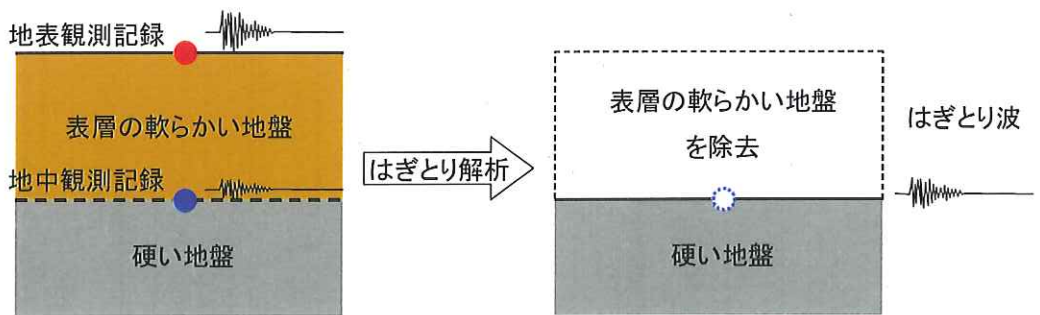 地表観測記録
表層の軟らかい地盤
地中観測記録
硬い地盤
はぎとり解析
表層の軟らかい地盤
を除去
はぎとり波
硬い地盤